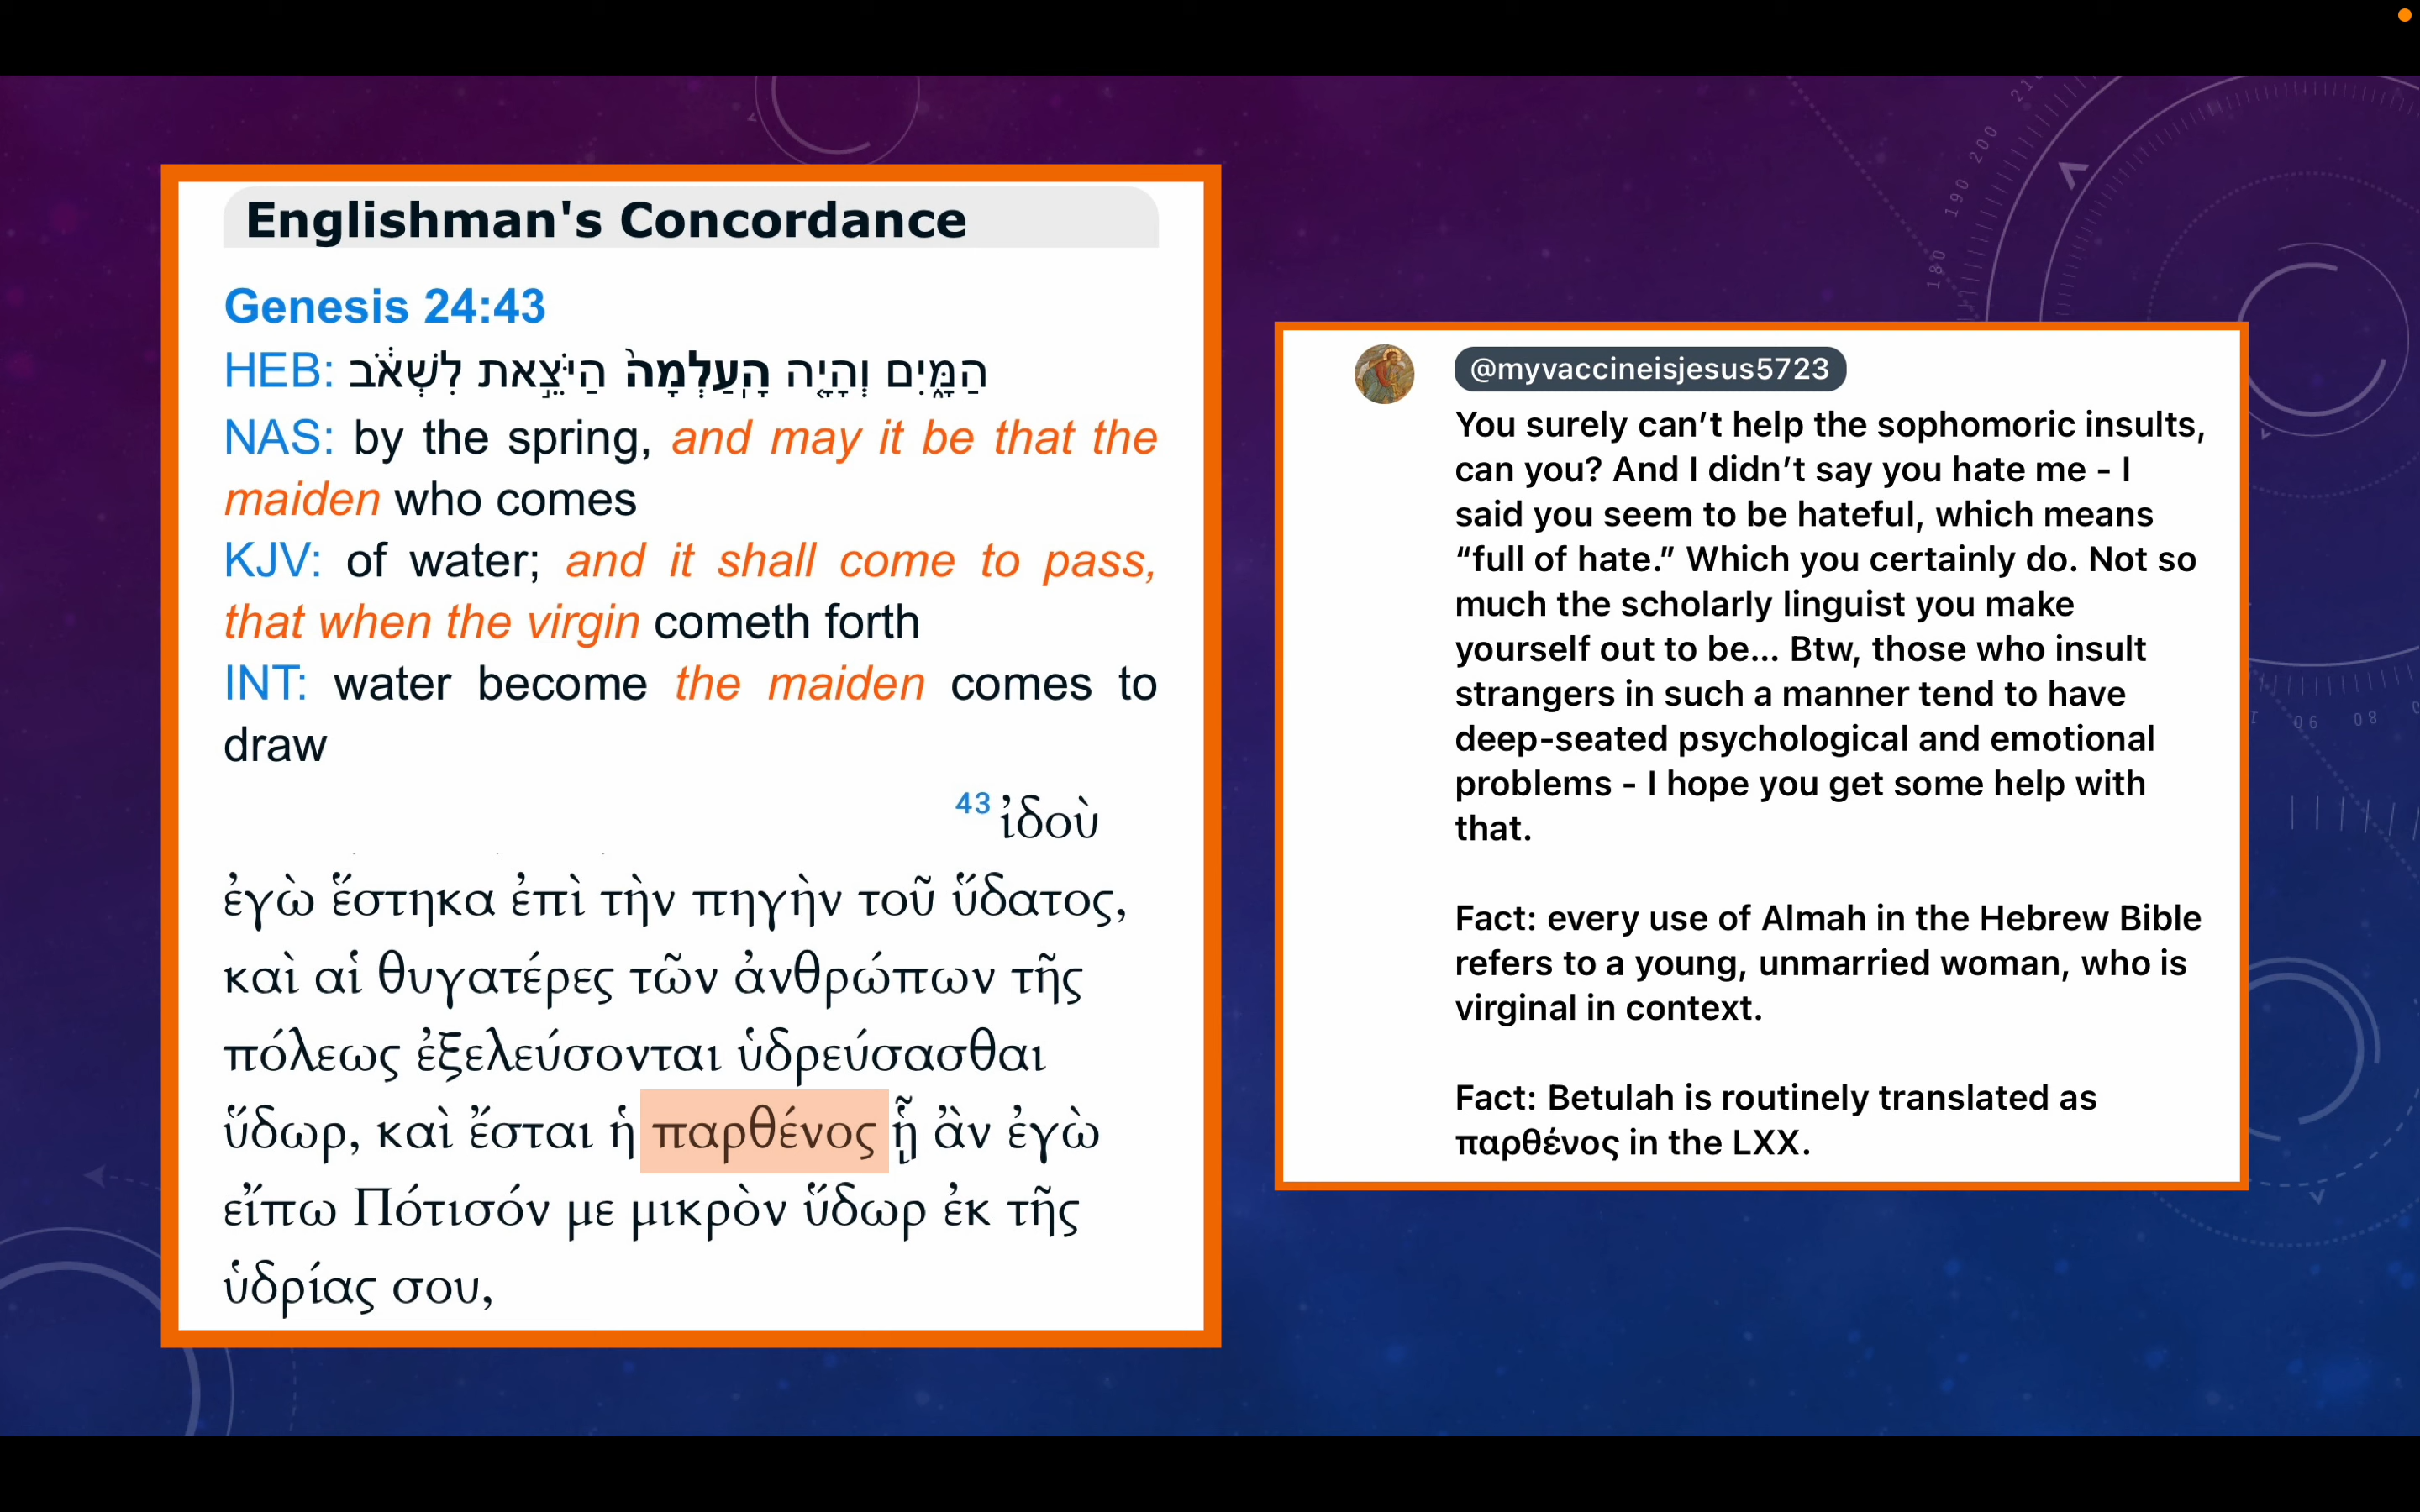 Englishman's Concordance
Genesis 24:43
HEB: הַמָּ֑יִם וְהָיָ֤ה הָֽעַלְמָה֙ הַיֹּצֵ֣את לִשְׁאֹ֔ב
NAS: by the spring, and may it be that the
maiden who comes
KJV: of water; and it shall come to pass,
that when the virgin cometh forth
INT: water become the maiden comes to
draw
43 ἰδοὺ
ἐγὼ ἕστηκα ἐπὶ τὴν πηγὴν τοῦ ὕδατος,
καὶ αἱ θυγατέρες τῶν ἀνθρώπων τῆς
πόλεως ἐξελεύσονται ὑδρεύσασθαι
ὕδωρ, καὶ ἔσται ἡ παρθένος ᾗ ἂν ἐγὼ
εἴπω Πότισόν με μικρὸν ὕδωρ ἐκ τῆς
ὑδρίας σου,
@myvaccineisjesus5723
You surely can’t help the sophomoric insults,
can you? And I didn’t say you hate me - I
said you seem to be hateful, which means
“full of hate.” Which you certainly do. Not so
much the scholarly linguist you make
yourself out to be... Btw, those who insult
strangers in such a manner tend to have
deep-seated psychological and emotional
problems - I hope you get some help with
that.
Fact: every use of Almah in the Hebrew Bible
refers to a young, unmarried woman, who is
virginal in context.
Fact: Betulah is routinely translated as
παρθένος in the LXX.
180 190 200